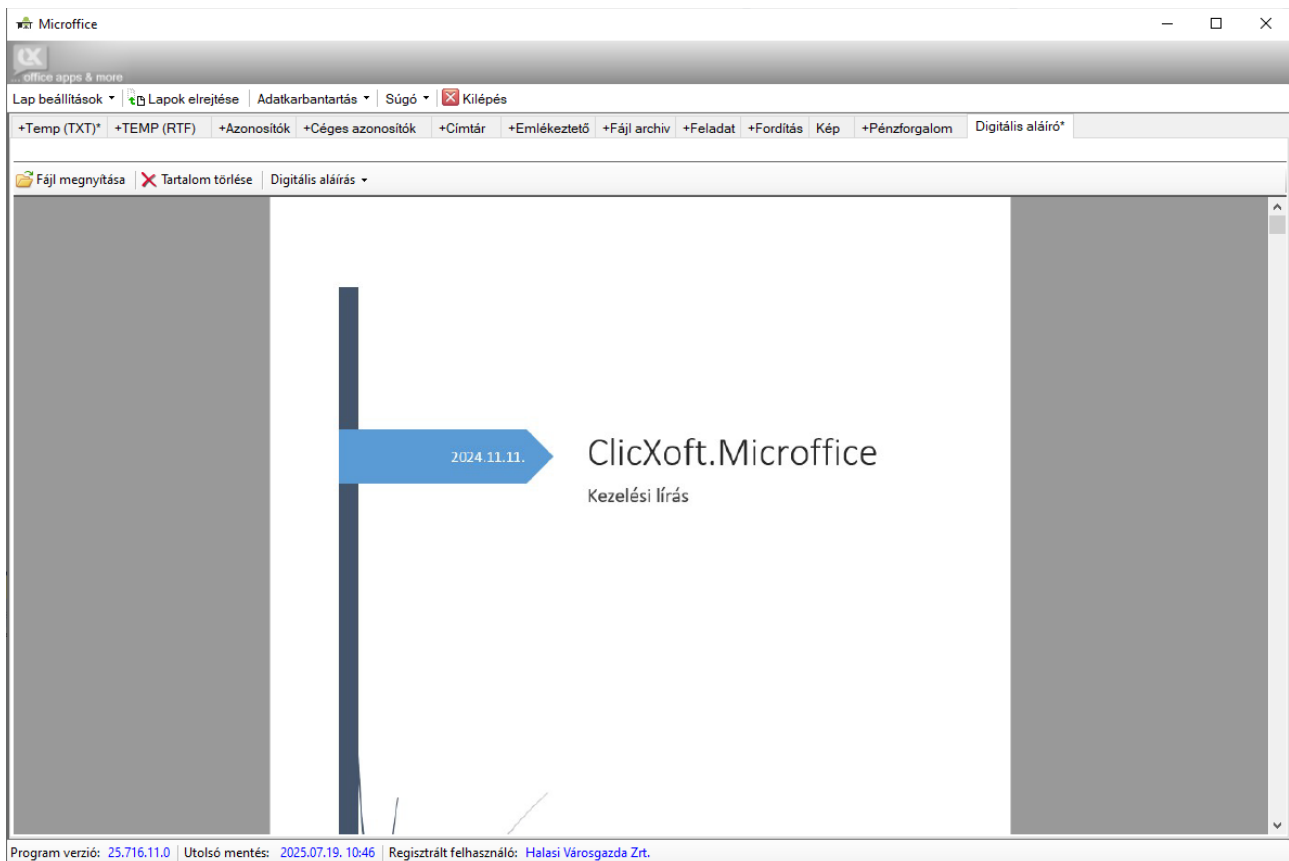 Microffice
... office apps & more
Lap beállítások Lapok elrejtése Adatkarbantartás Súgó Kilépés
+Temp (TXT)* +TEMP (RTF) +Azonosítók +Céges azonosítók +Címtár +Emlékeztető +Fájl archiv +Feladat +Fordítás Kép +Pénzforgalom Digitális aláíró*
Fájl megnyítása Tartalom törlése Digitális aláírás
2024.11.11. ClicXoft.Microffice
Kezelési lírás
Program verzió: 25.716.11.0 Utolsó mentés: 2025.07.19. 10:46 Regisztrált felhasználó: Halasi Városgazda Zrt.